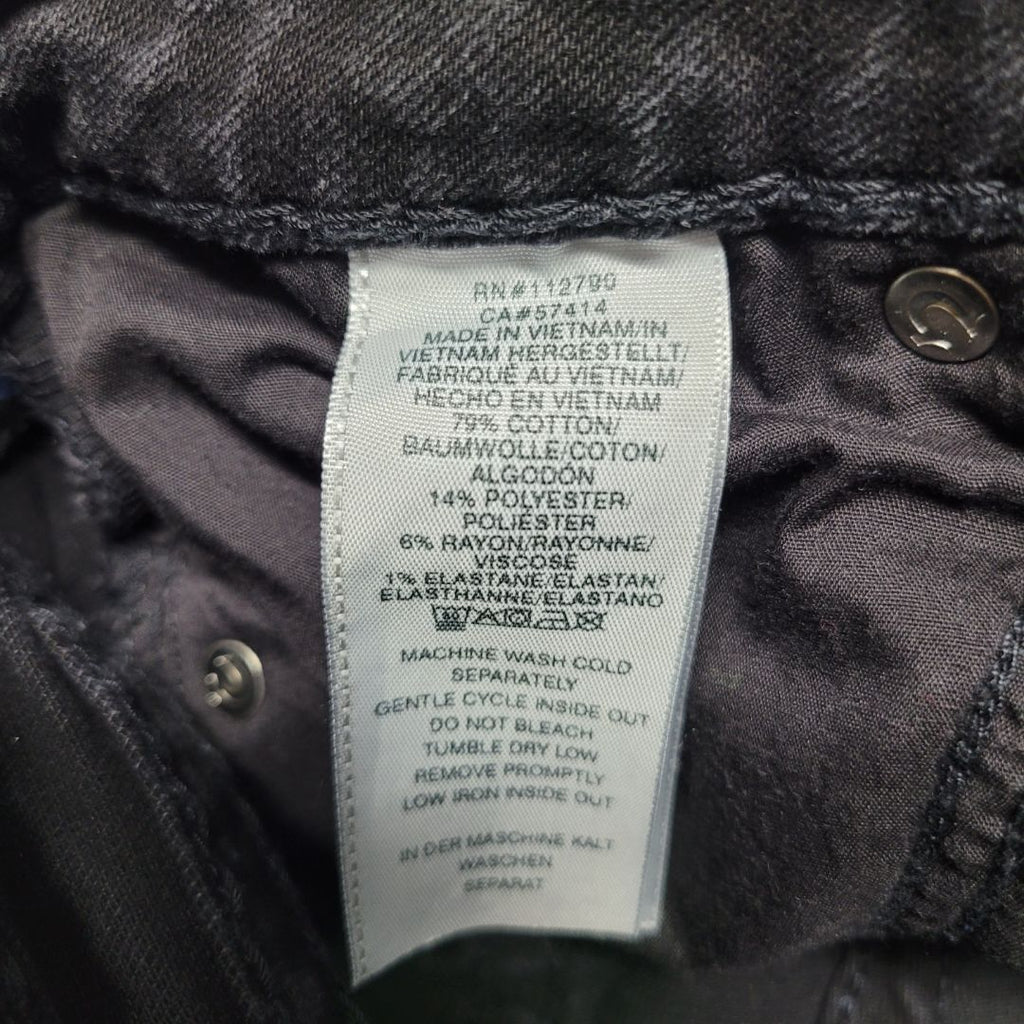 RN#112790
CA#57414
MADE IN VIETNAM/IN
VIETNAM HERGESTELLT/
FABRIQUÉ AU VIETNAM/
HECHO EN VIETNAM
79% COTTON/
BAUMWOLLE/COTON/
ALGODÓN
14% POLYESTER/
POLIÉSTER
6% RAYON/RAYONNE/
VISCOSE
1% ELASTANE/ELASTAN/
ÉLASTHANNE/ELASTANO
MACHINE WASH COLD
SEPARATELY
GENTLE CYCLE INSIDE OUT
DO NOT BLEACH
TUMBLE DRY LOW
REMOVE PROMPTLY
LOW IRON INSIDE OUT
IN DER MASCHINE KALT
WASCHEN
SEPARAT